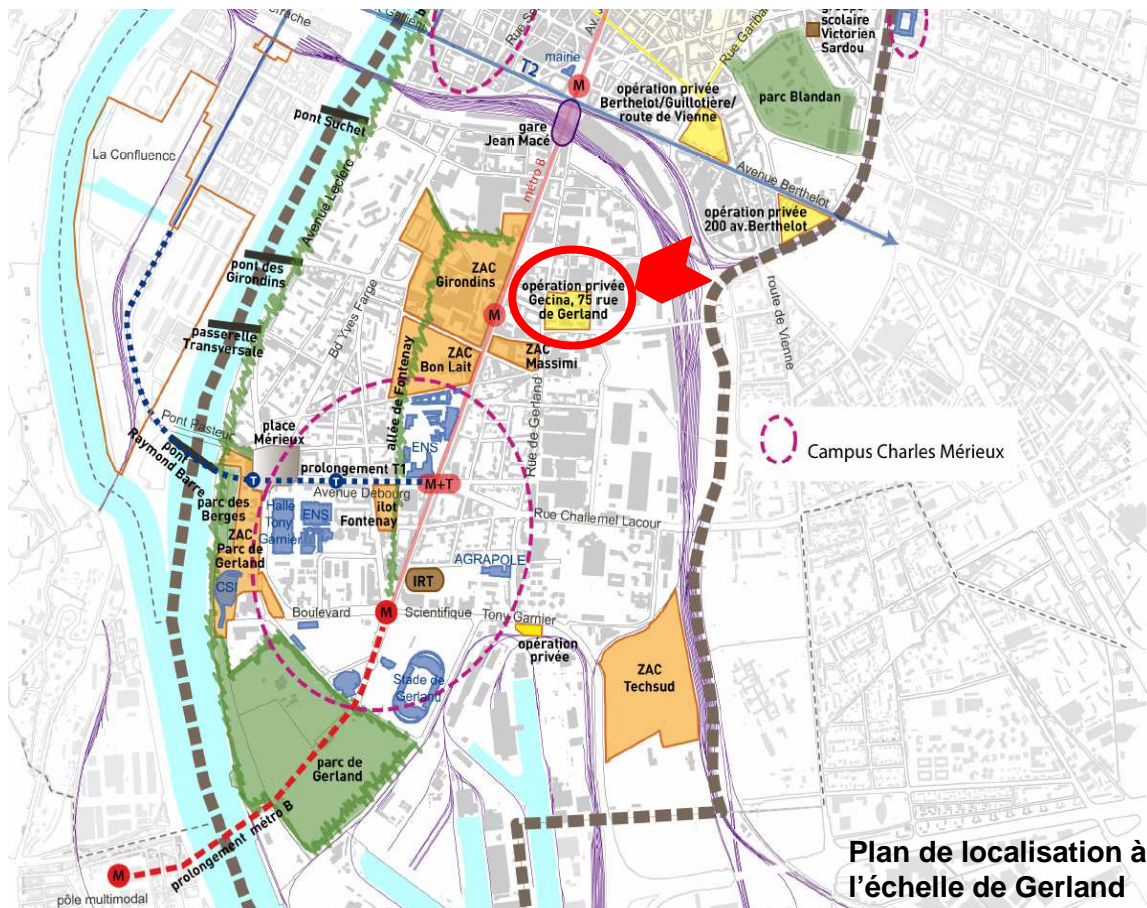 Rue Ga
Av.
Rue Garibal
groupe
scolaire
Victorien
Sardou
mairie
T2
M
opération privée
Berthelot/Guillotière/
route de Vienne
parc Blandan
pont Suchet
gare
Jean Macé
La Confluence
Avenue Leclerc
métro B
Avenue Berthelot
opération privée
200 av.Berthelot
pont des
Girondins
ZAC
Girondins
opération privée
Gecina, 75 rue
de Gerland
M
route de Vienne
passerelle
Transversale
Bd Yves Farge
ZAC
Bon Lait
ZAC
Massimi
allée de Fontenay
Rue de Gerland
Pont Pasteur
place
Mérieux
ENS
Campus Charles Mérieux
pont
Raymond Barre
T
prolongement T1
T
M+T
Avenue Debourg
parc des
Berges
Halle
Tony
Garnier
ENS
ilot
Fontenay
Rue Challemel Lacour
ZAC
Parc de
Gerland
AGRAPOLE
IRT
CSI
Boulevard
M
Scientifique
Tony Garnier
opération
privée
Stade de
Gerland
ZAC
Techsud
parc de
Gerland
prolongement métro B
M
pôle multimodal
Plan de localisation à
l'échelle de Gerland